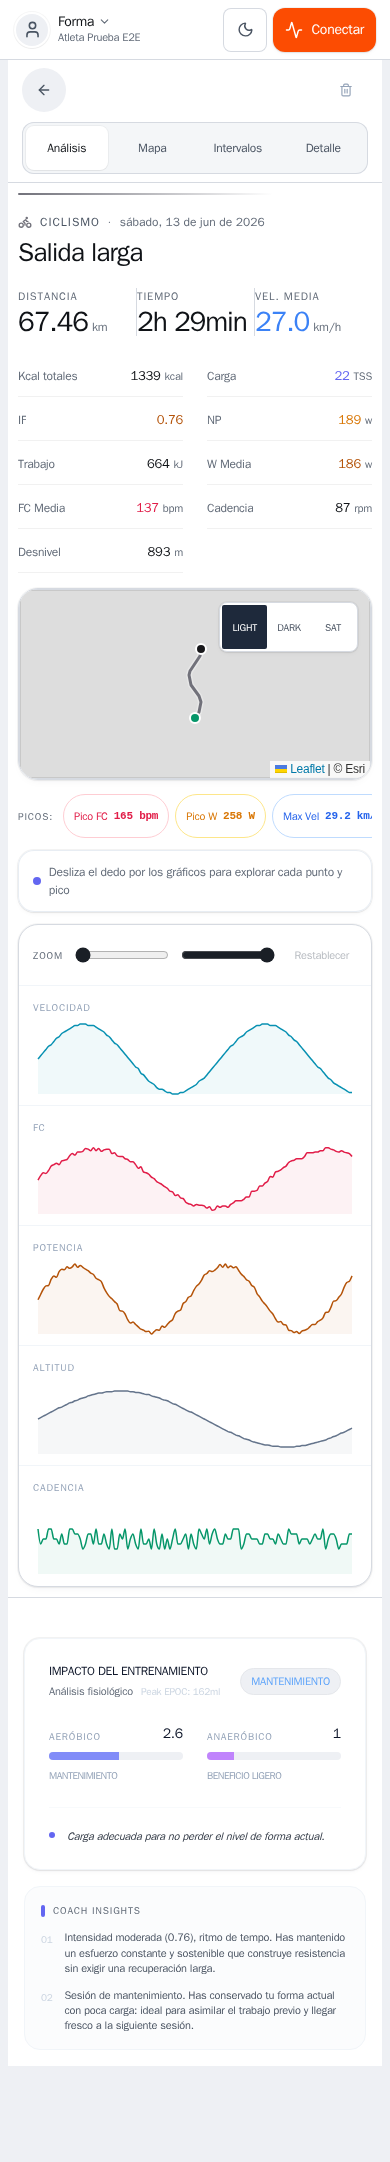 Forma
Atleta Prueba E2E
Conectar
Análisis Mapa Intervalos Detalle
CICLISMO · sábado, 13 de jun de 2026
Salida larga
DISTANCIA TIEMPO VEL. MEDIA
67.46 km 2h 29min 27.0 km/h
Kcal totales 1339 kcal Carga 22 TSS
IF 0.76 NP 189 w
Trabajo 664 kJ W Media 186 w
FC Media 137 bpm Cadencia 87 rpm
Desnivel 893 m
LIGHT DARK SAT
Leaflet | © Esri
PICOS: Pico FC 165 bpm Pico W 258 W Max Vel 29.2 km/
Desliza el dedo por los gráficos para explorar cada punto y
pico
ZOOM Restablecer
VELOCIDAD
FC
POTENCIA
ALTITUD
CADENCIA
IMPACTO DEL ENTRENAMIENTO
Análisis fisiológico Peak EPOC: 162ml
MANTENIMIENTO
AERÓBICO 2.6 ANAERÓBICO 1
MANTENIMIENTO BENEFICIO LIGERO
Carga adecuada para no perder el nivel de forma actual.
COACH INSIGHTS
01 Intensidad moderada (0.76), ritmo de tempo. Has mantenido
un esfuerzo constante y sostenible que construye resistencia
sin exigir una recuperación larga.
02 Sesión de mantenimiento. Has conservado tu forma actual
con poca carga: ideal para asimilar el trabajo previo y llegar
fresco a la siguiente sesión.